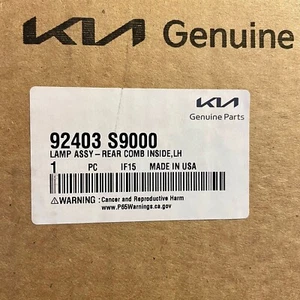 KIA Genuine
KIA
Genuine Parts
92403 S9000
LAMP ASSY-REAR COMB INSIDE,LH
1 PC IF15 MADE IN USA
WARNING: Cancer and Reproductive Harm
www.P65Warnings.ca.gov